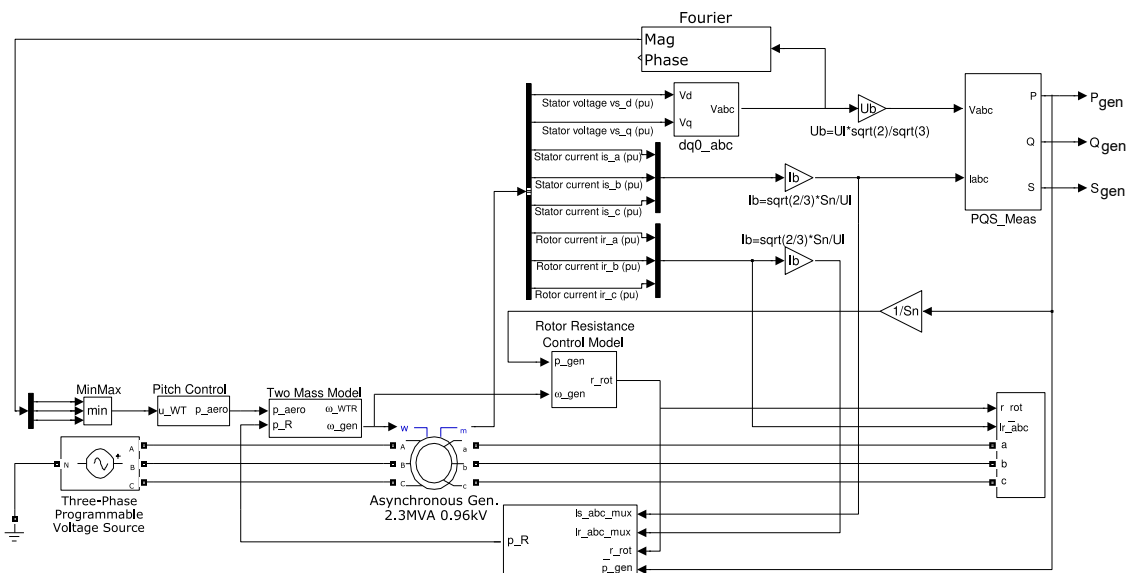 Fourier
Mag
Phase
Stator voltage vs_d (pu)
Stator voltage vs_q (pu)
Stator current is_a (pu)
Stator current is_b (pu)
Stator current is_c (pu)
Rotor current ir_a (pu)
Rotor current ir_b (pu)
Rotor current ir_c (pu)
Vd
Vq
Vabc
dq0_abc
Ub
Ub=Ul*sqrt(2)/sqrt(3)
Ib
Ib=sqrt(2/3)*Sn/Ul
Ib=sqrt(2/3)*Sn/Ul
Ib
Vabc
Iabc
P
Q
S
PQS_Meas
Pgen
Qgen
Sgen
1/Sn
Rotor Resistance
Control Model
p_gen
ω_gen
r_rot
MinMax
min
Pitch Control
u_WT p_aero
Two Mass Model
p_aero ω_WTR
p_R ω_gen
W m
A a
B b
C c
Asynchronous Gen.
2.3MVA 0.96kV
N
A
B
C
Three-Phase
Programmable
Voltage Source
r_rot
Ir_abc
a
b
c
p_R
Is_abc_mux
Ir_abc_mux
_r_rot
p_gen